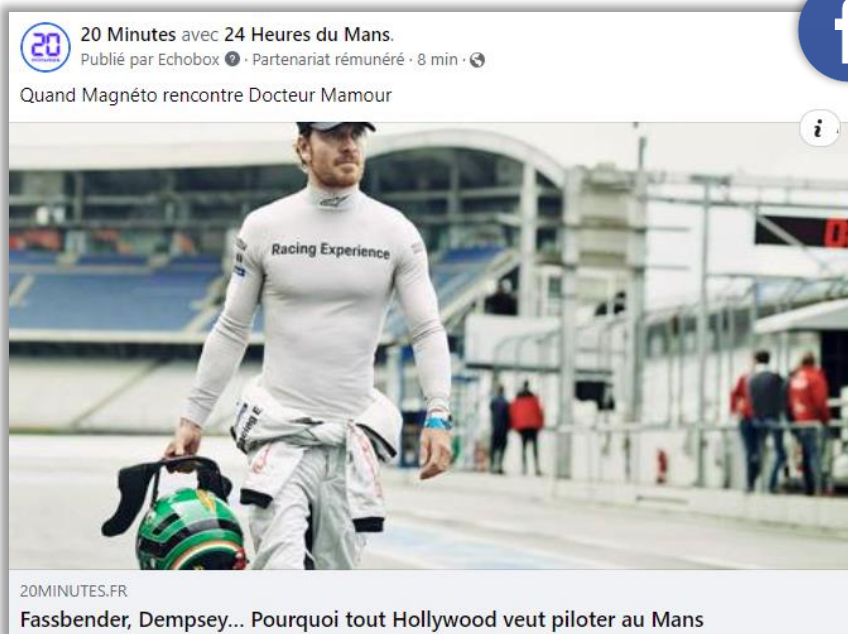 20 Minutes avec 24 Heures du Mans.
Publié par Echobox · Partenariat rémunéré · 8 min ·
Quand Magnéto rencontre Docteur Mamour
Racing Experience
20MINUTES.FR
Fassbender, Dempsey... Pourquoi tout Hollywood veut piloter au Mans